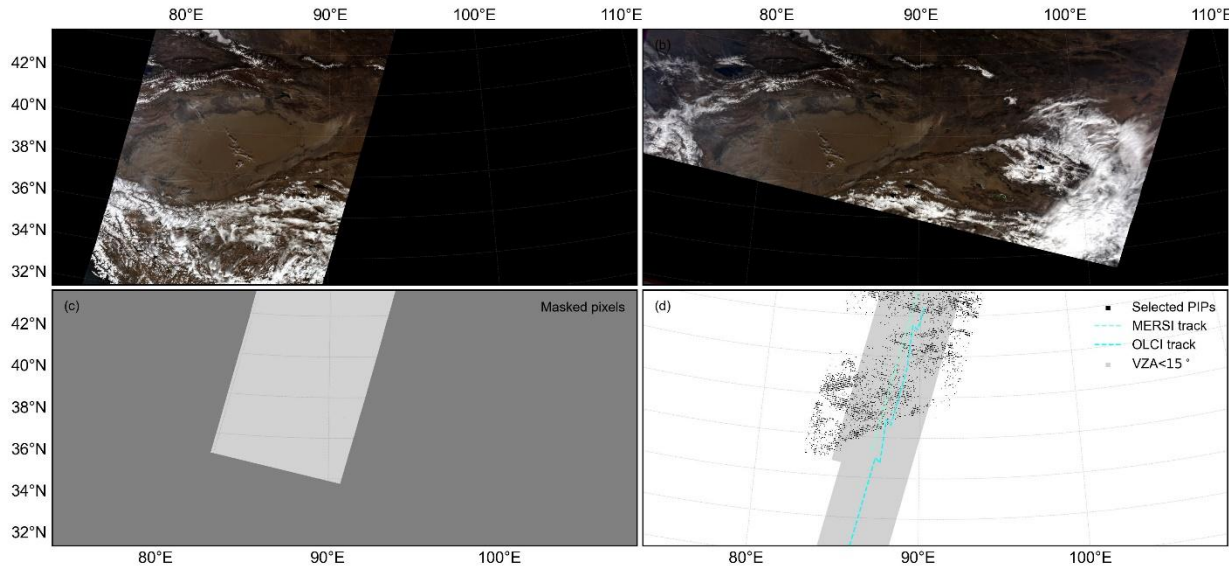 80°E 90°E 100°E 80°E 90°E 100°E 110°E
(b)
42°N
40°N
38°N
36°N
34°N
32°N
(c) Masked pixels (d)
Selected PIPs
MERSI track
OLCI track
VZA<15 °
42°N
40°N
38°N
36°N
34°N
32°N
80°E 90°E 100°E 80°E 90°E 100°E